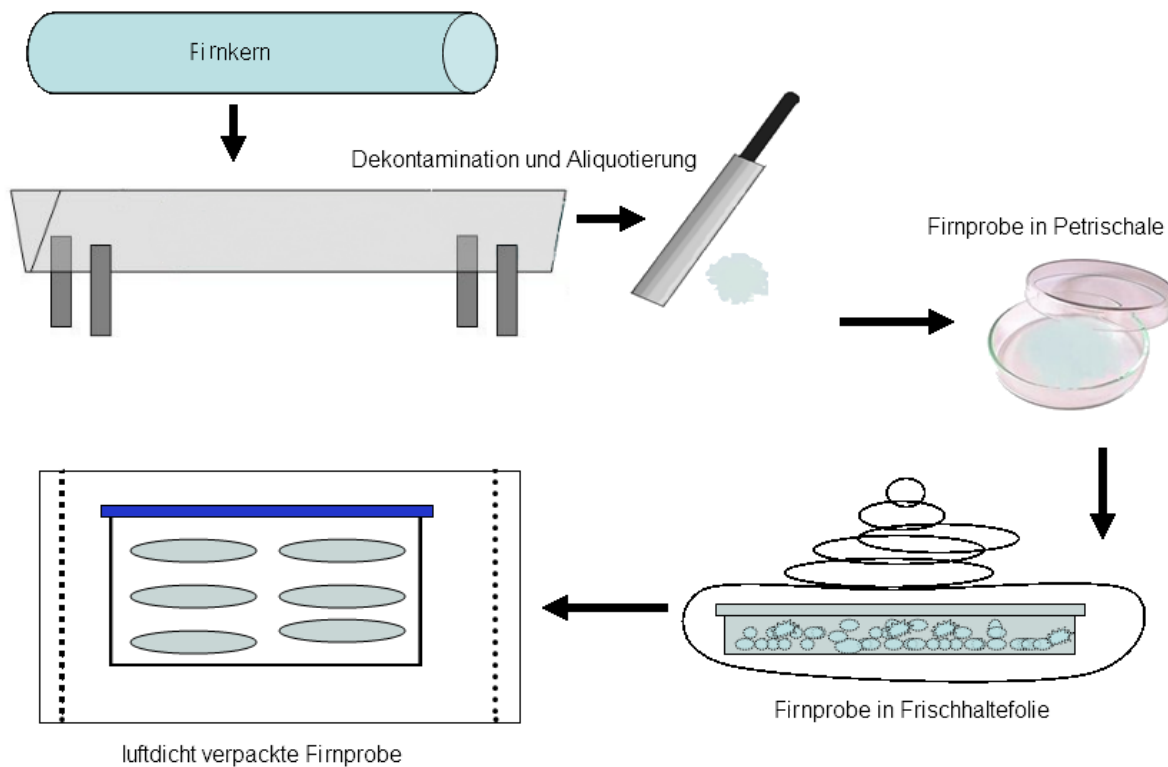 Firnkern
Dekontamination und Aliquotierung
Firnprobe in Petrischale
Firnprobe in Frischhaltefolie
luftdicht verpackte Firnprobe